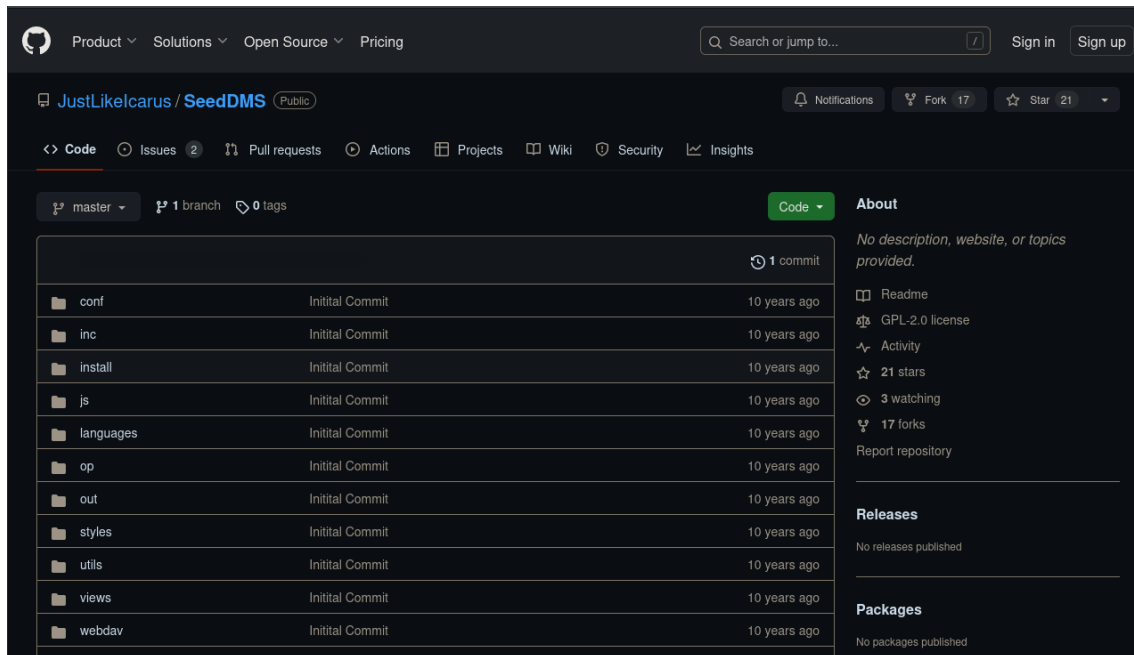 Product Solutions Open Source Pricing Search or jump to... / Sign in Sign up
JustLikeIcarus / SeedDMS Public Notifications Fork 17 Star 21
Code Issues 2 Pull requests Actions Projects Wiki Security Insights
master 1 branch 0 tags Code
1 commit
conf Initital Commit 10 years ago
inc Initital Commit 10 years ago
install Initital Commit 10 years ago
js Initital Commit 10 years ago
languages Initital Commit 10 years ago
op Initital Commit 10 years ago
out Initital Commit 10 years ago
styles Initital Commit 10 years ago
utils Initital Commit 10 years ago
views Initital Commit 10 years ago
webdav Initital Commit 10 years ago
About
No description, website, or topics
provided.
Readme
GPL-2.0 license
Activity
21 stars
3 watching
17 forks
Report repository
Releases
No releases published
Packages
No packages published